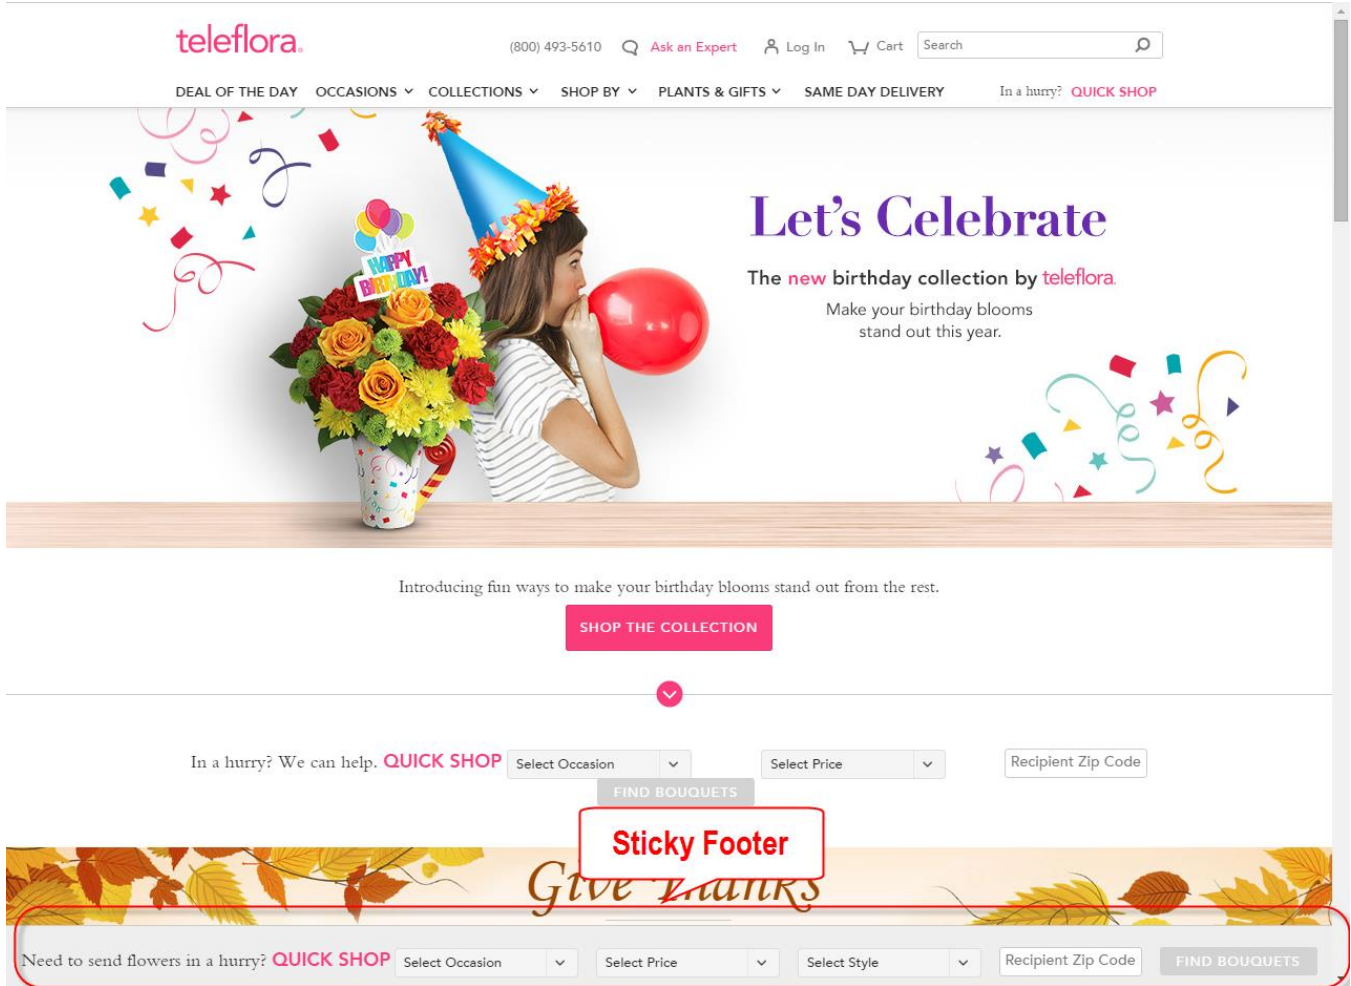 teleflora.
(800) 493-5610 Ask an Expert Log In Cart Search
DEAL OF THE DAY OCCASIONS COLLECTIONS SHOP BY PLANTS & GIFTS SAME DAY DELIVERY In a hurry? QUICK SHOP
HAPPY
BIRTHDAY!
Let's Celebrate
The new birthday collection by teleflora.
Make your birthday blooms
stand out this year.
Introducing fun ways to make your birthday blooms stand out from the rest.
SHOP THE COLLECTION
In a hurry? We can help. QUICK SHOP Select Occasion Select Price Recipient Zip Code
FIND BOUQUETS
Sticky Footer
Give Thanks
Need to send flowers in a hurry? QUICK SHOP Select Occasion Select Price Select Style Recipient Zip Code FIND BOUQUETS